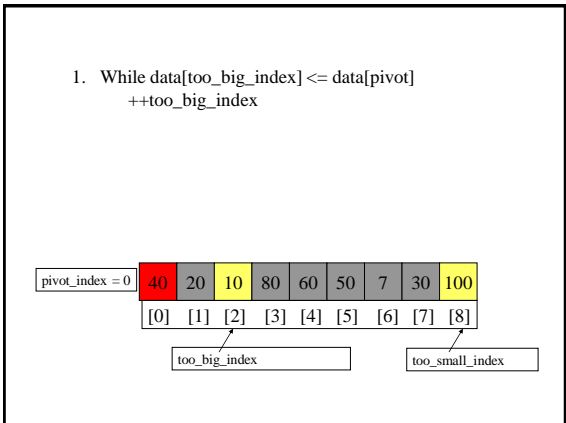 1. While data[too_big_index] <= data[pivot]
++too_big_index
pivot_index = 0 40 20 10 80 60 50 7 30 100
[0] [1] [2] [3] [4] [5] [6] [7] [8]
too_big_index too_small_index